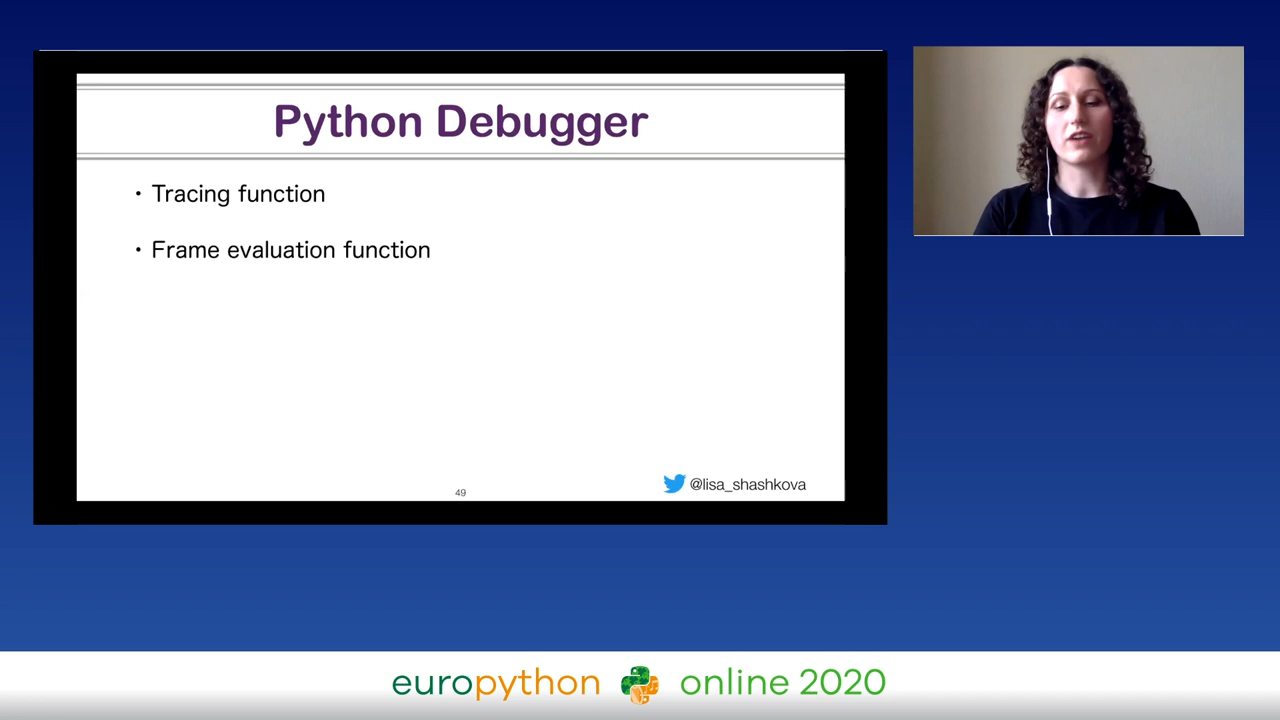 Python Debugger
• Tracing function
• Frame evaluation function
49
@lisa_shashkova
europython online 2020